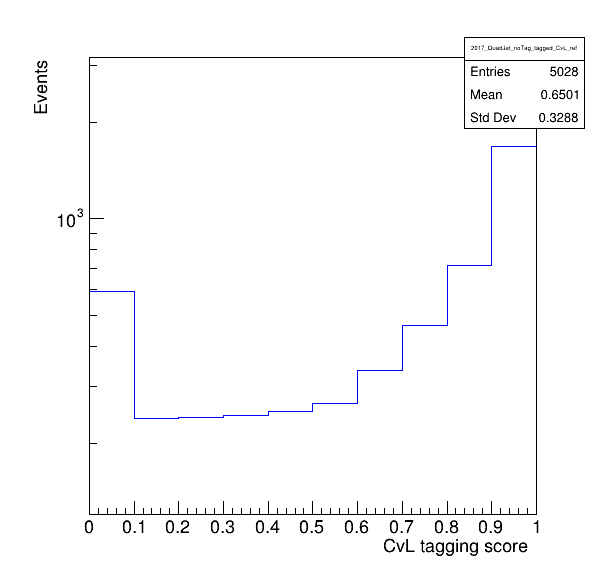 2017_QuadJet_noTag_tagged_CvL_ref
Entries 5028
Mean 0.6501
Std Dev 0.3288
Events
10^3
0 0.1 0.2 0.3 0.4 0.5 0.6 0.7 0.8 0.9 1
CvL tagging score